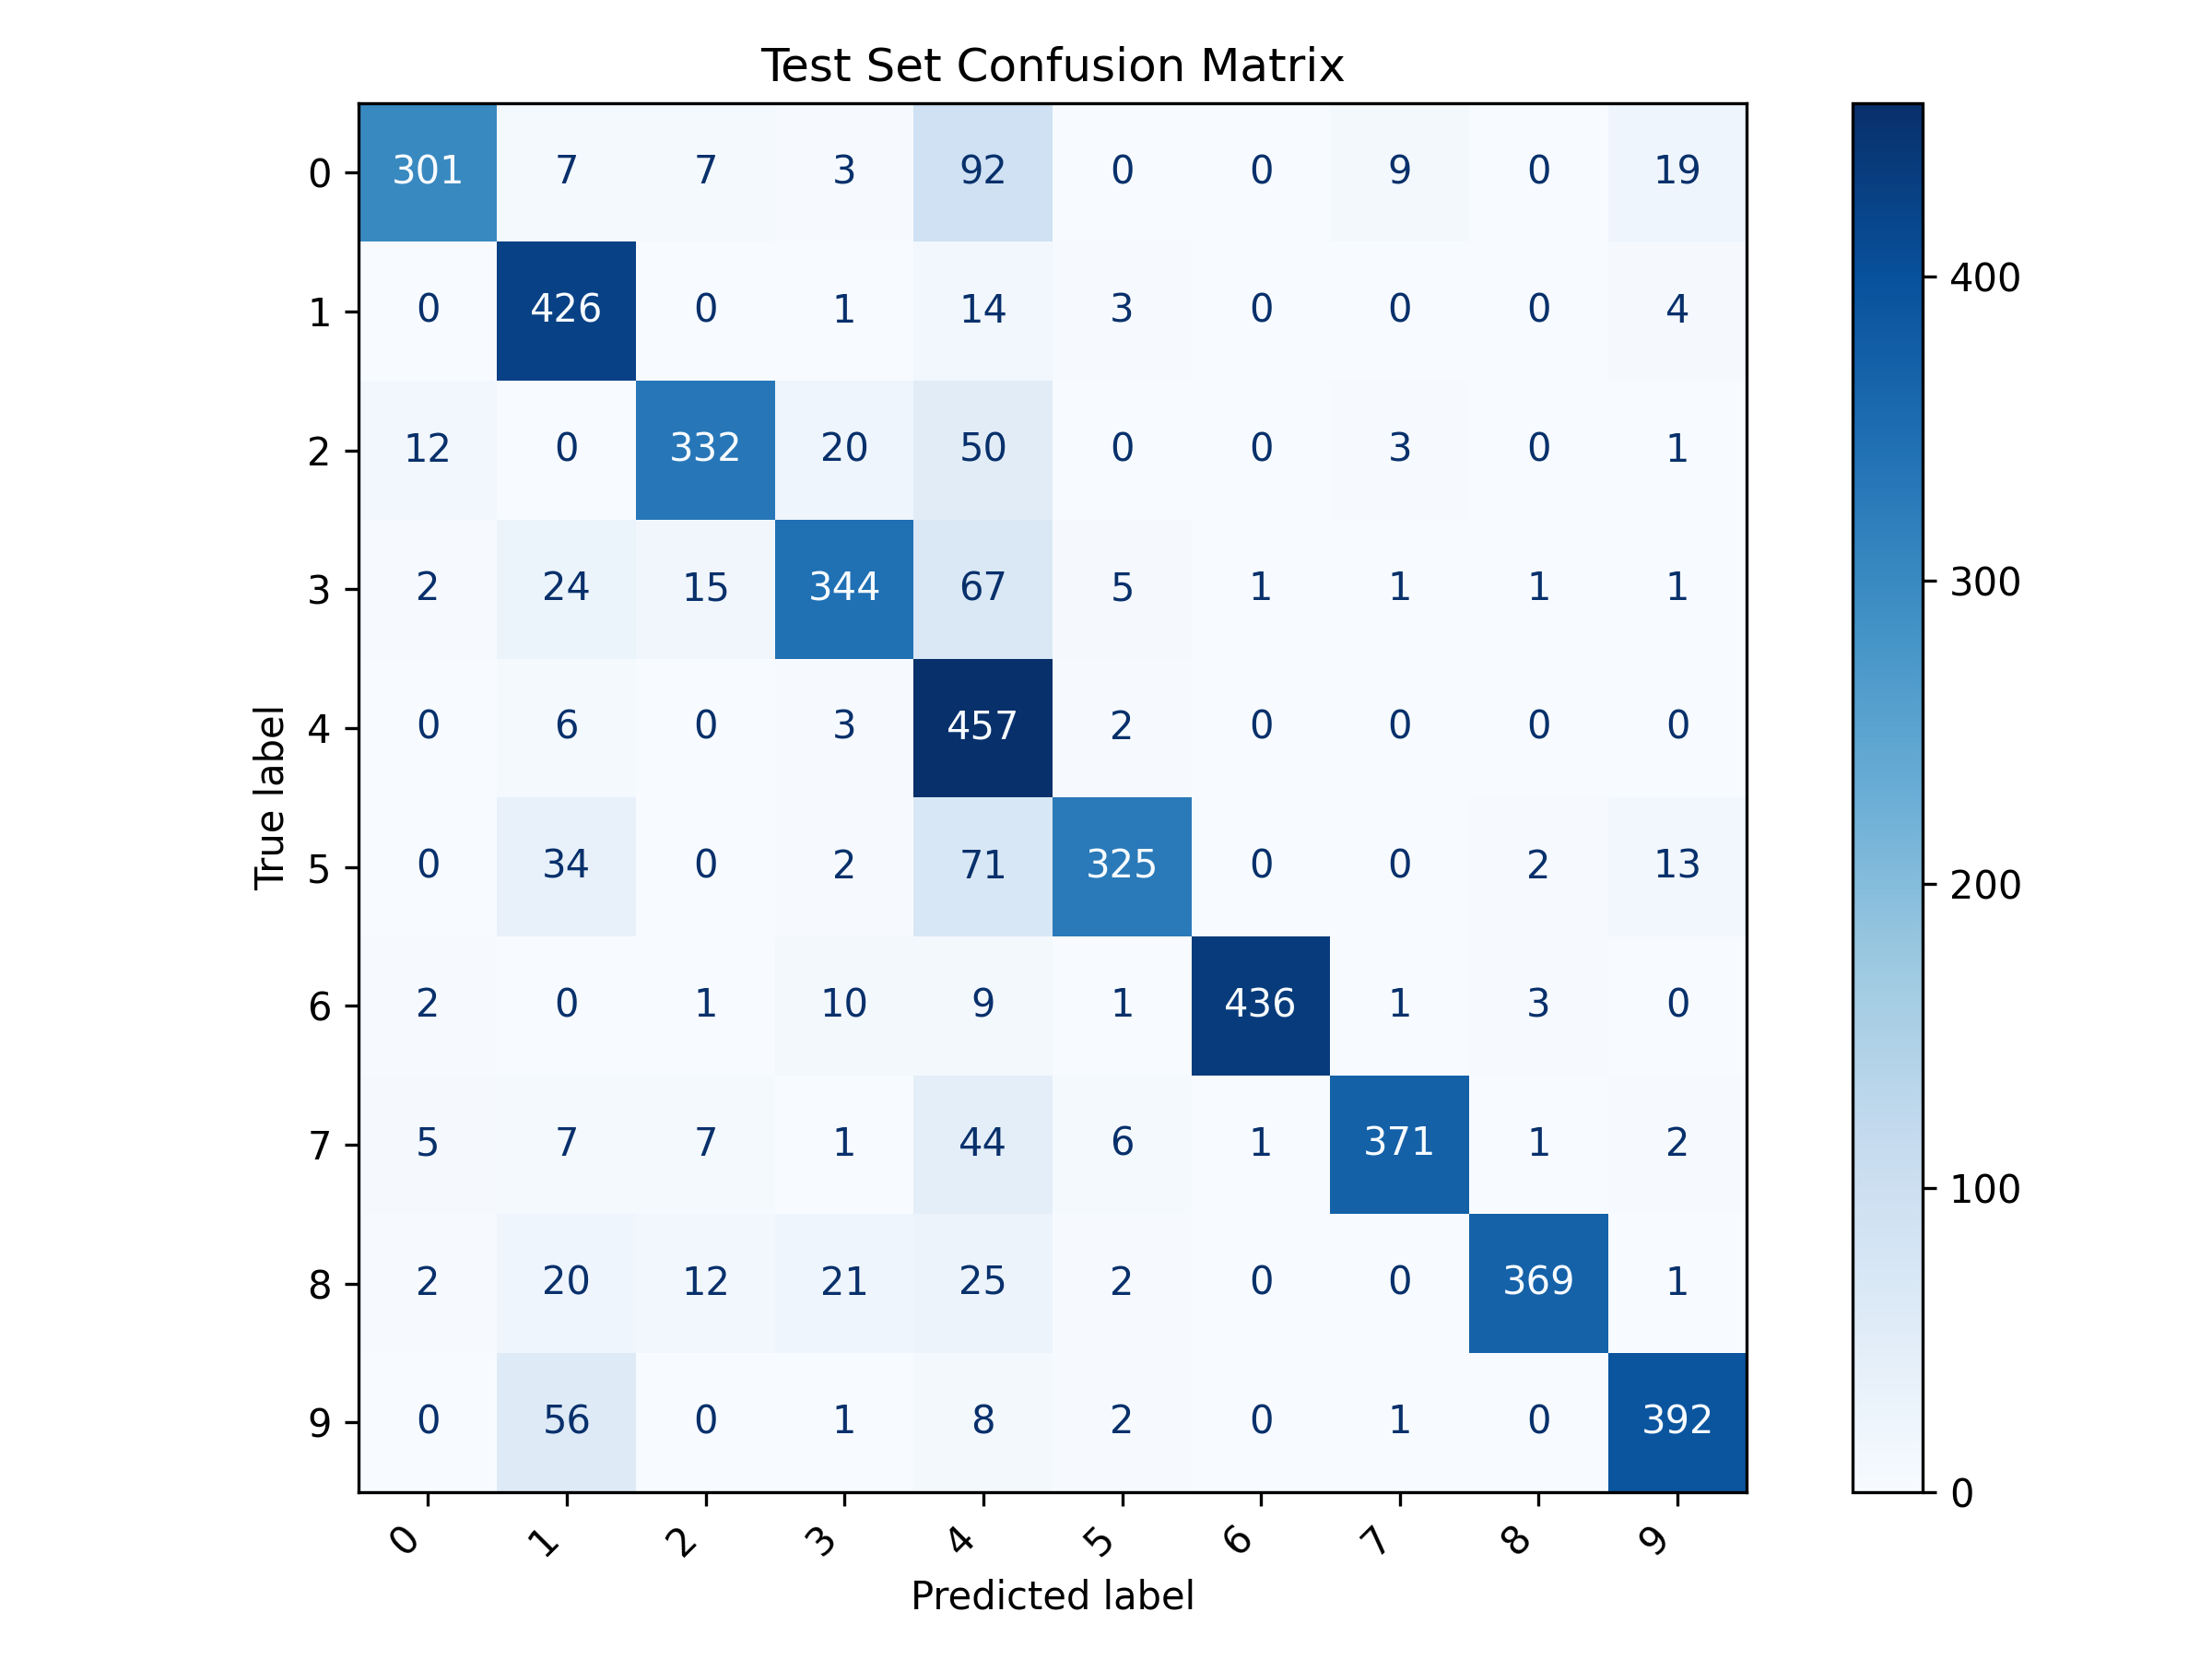 Test Set Confusion Matrix
0 301 7 7 3 92 0 0 9 0 19
1 0 426 0 1 14 3 0 0 0 4
2 12 0 332 20 50 0 0 3 0 1
3 2 24 15 344 67 5 1 1 1 1
4 0 6 0 3 457 2 0 0 0 0
5 0 34 0 2 71 325 0 0 2 13
6 2 0 1 10 9 1 436 1 3 0
7 5 7 7 1 44 6 1 371 1 2
8 2 20 12 21 25 2 0 0 369 1
9 0 56 0 1 8 2 0 1 0 392
0 1 2 3 4 5 6 7 8 9
Predicted label
True label
400
300
200
100
0